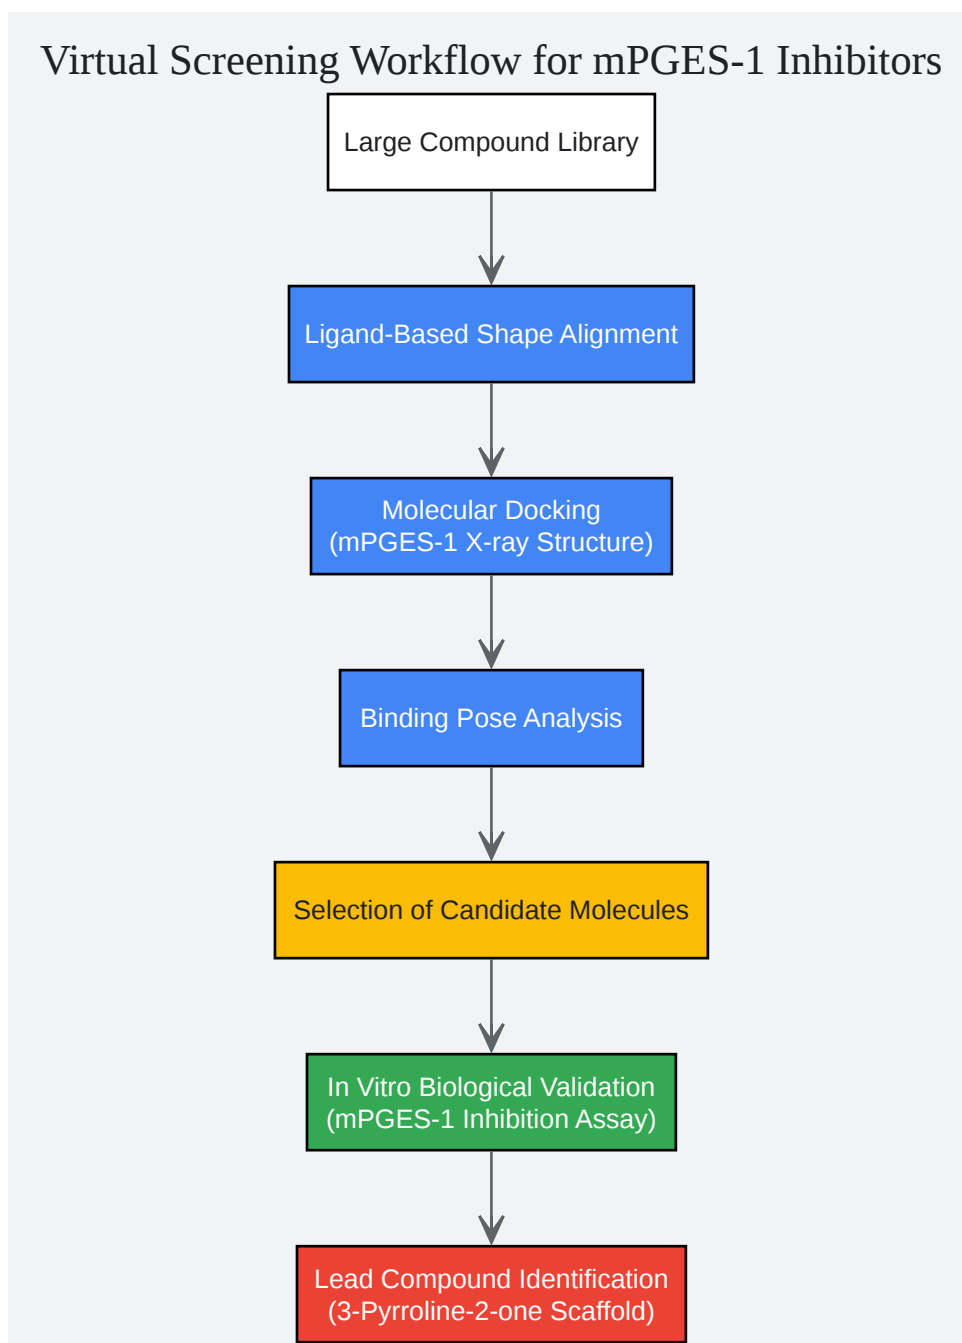 Virtual Screening Workflow for mPGES-1 Inhibitors
Large Compound Library
Ligand-Based Shape Alignment
Molecular Docking
(mPGES-1 X-ray Structure)
Binding Pose Analysis
Selection of Candidate Molecules
In Vitro Biological Validation
(mPGES-1 Inhibition Assay)
Lead Compound Identification
(3-Pyrroline-2-one Scaffold)